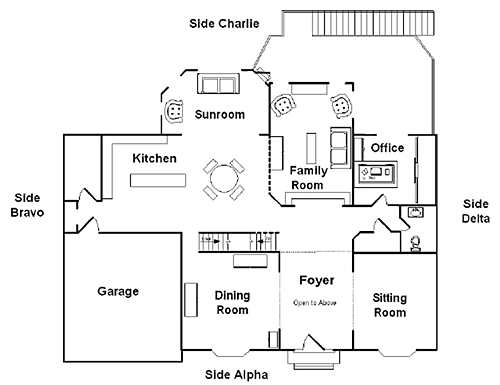 Side Charlie
Sunroom
Kitchen
Family
Room
Office
Side
Bravo
Side
Delta
Garage
Dining
Room
Foyer
Open to Above
Sitting
Room
Side Alpha